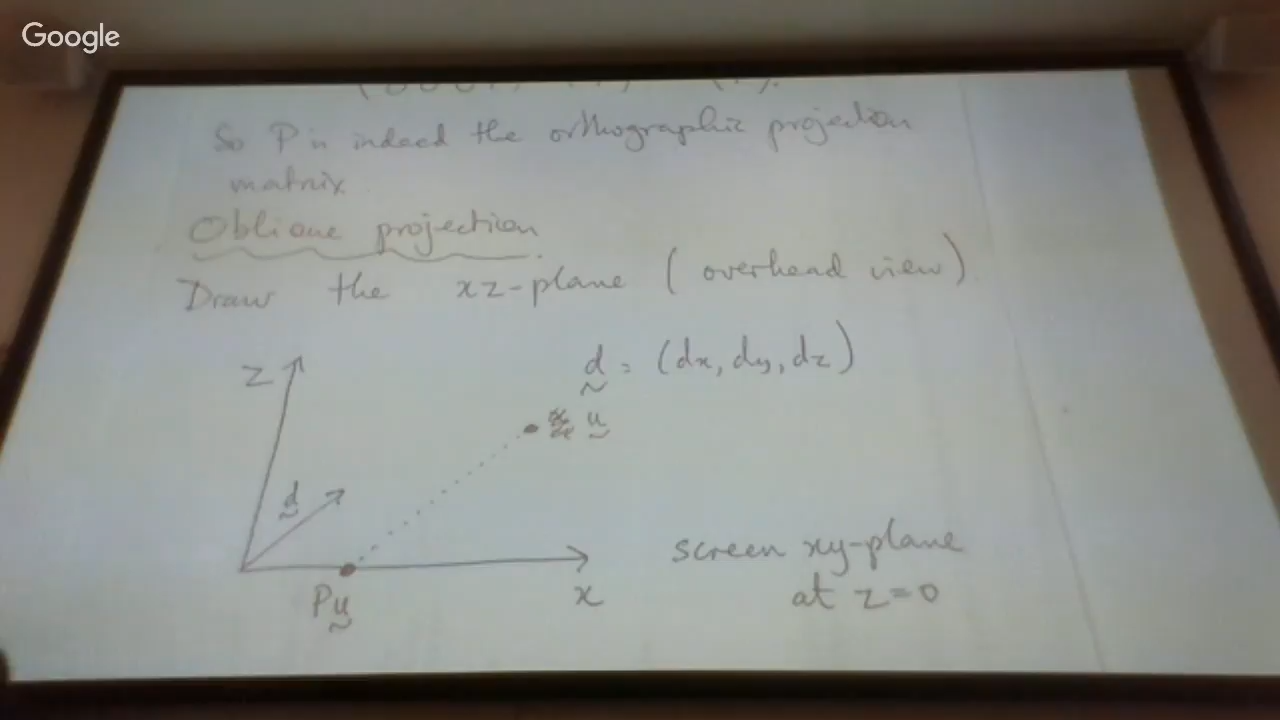 Google
So P is indeed the orthographic projection
matrix
Oblique projection.
Draw the xz-plane (overhead view)
z
d = (dx, dy, dz)
u
d
screen xy-plane
at z=0
Pu
x